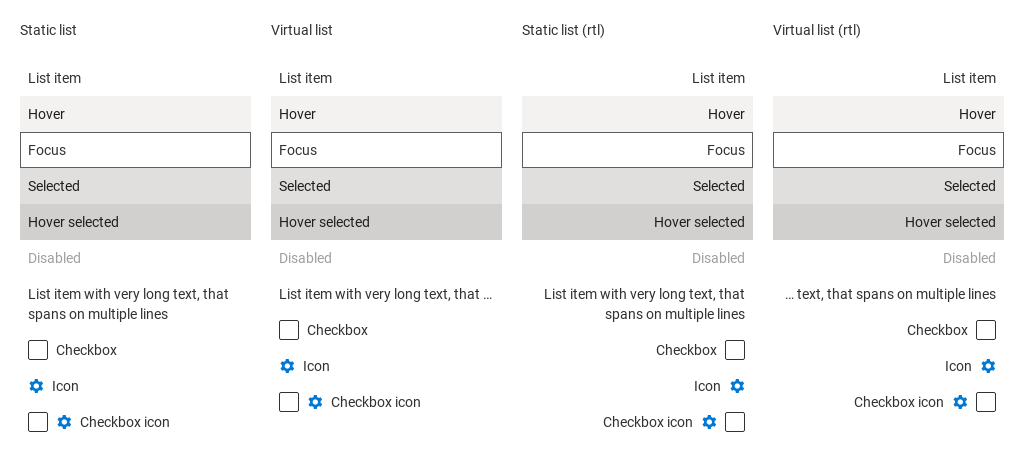 Static list
List item
Hover
Focus
Selected
Hover selected
Disabled
List item with very long text, that
spans on multiple lines
Checkbox
Icon
Checkbox icon
Virtual list
List item
Hover
Focus
Selected
Hover selected
Disabled
List item with very long text, that ...
Checkbox
Icon
Checkbox icon
Static list (rtl)
List item
Hover
Focus
Selected
Hover selected
Disabled
List item with very long text, that
spans on multiple lines
Checkbox
Icon
Checkbox icon
Virtual list (rtl)
List item
Hover
Focus
Selected
Hover selected
Disabled
... text, that spans on multiple lines
Checkbox
Icon
Checkbox icon